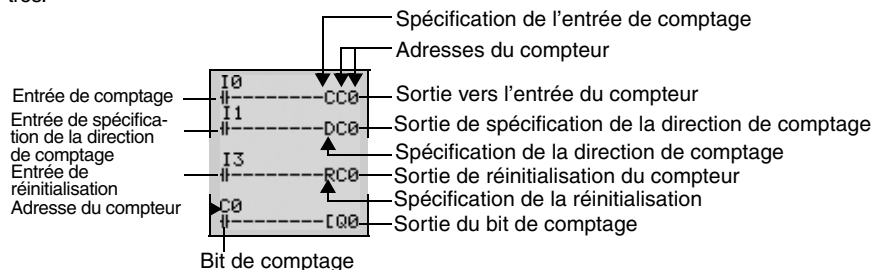 Spécification de l'entrée de comptage
Adresses du compteur
I0
Entrée de comptage
CC0
Sortie vers l'entrée du compteur
I1
Entrée de spécifica-
tion de la direction
de comptage
DC0
Sortie de spécification de la direction de comptage
Spécification de la direction de comptage
I3
Entrée de
réinitialisation
RC0
Sortie de réinitialisation du compteur
Spécification de la réinitialisation
Adresse du compteur
C0
[Q0
Sortie du bit de comptage
Bit de comptage